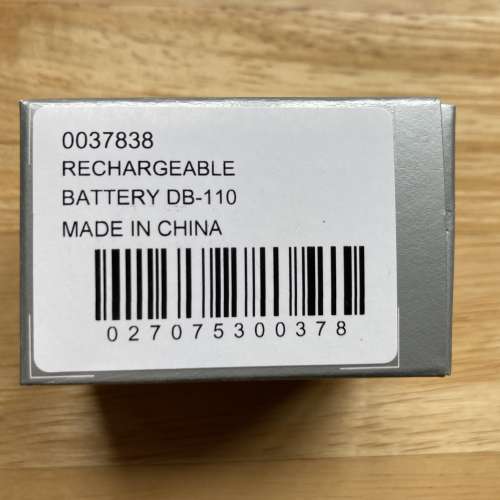 0037838
RECHARGEABLE
BATTERY DB-110
MADE IN CHINA
027075300378